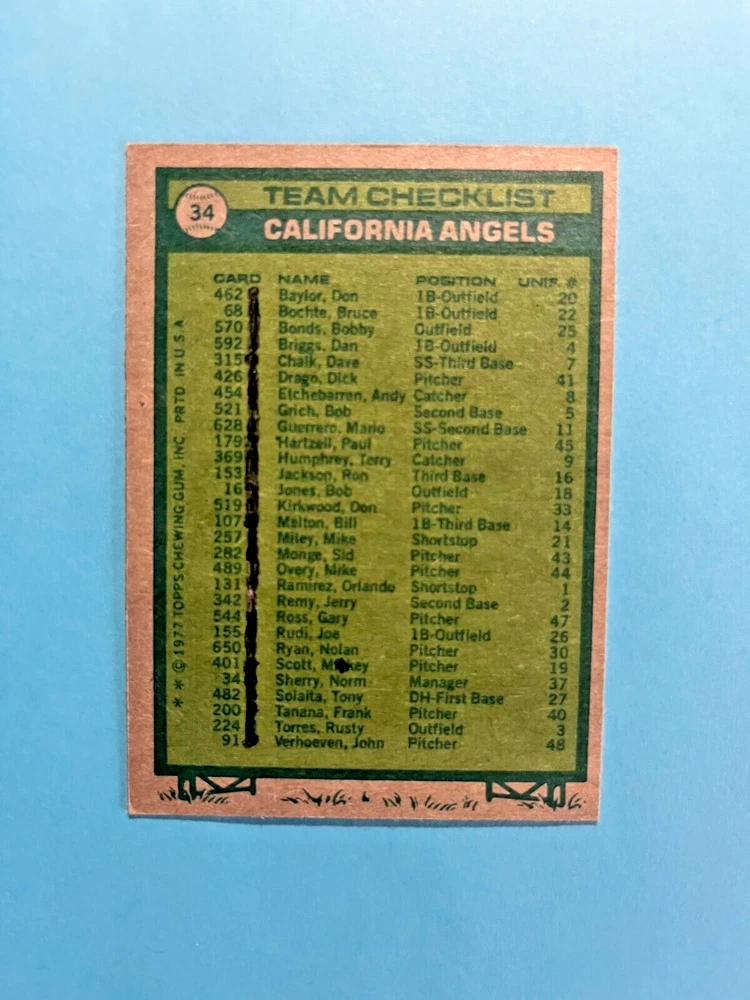 34
TEAM CHECKLIST
CALIFORNIA ANGELS
CARD NAME POSITION UNIF. #
462 Baylor, Don 1B-Outfield 20
68 Bochte, Bruce 1B-Outfield 22
570 Bonds, Bobby Outfield 25
592 Briggs, Dan 1B-Outfield 4
315 Chalk, Dave SS-Third Base 7
426 Drago, Dick Pitcher 41
454 Etchebarren, Andy Catcher 8
521 Grich, Bob Second Base 5
628 Guerrero, Mario SS-Second Base 11
179 Hartzell, Paul Pitcher 45
369 Humphrey, Terry Catcher 9
153 Jackson, Ron Third Base 16
16 Jones, Bob Outfield 18
519 Kirkwood, Don Pitcher 33
107 Melton, Bill 1B-Third Base 14
257 Miley, Mike Shortstop 21
282 Monge, Sid Pitcher 43
489 Overy, Mike Pitcher 44
131 Ramirez, Orlando Shortstop 1
342 Remy, Jerry Second Base 2
544 Ross, Gary Pitcher 47
155 Rudi, Joe 1B-Outfield 26
650 Ryan, Nolan Pitcher 30
401 Scott, Mickey Pitcher 19
34 Sherry, Norm Manager 37
482 Solaita, Tony DH-First Base 27
200 Tanana, Frank Pitcher 40
224 Torres, Rusty Outfield 3
91 Verhoeven, John Pitcher 48
* * © 1977 TOPPS CHEWING GUM, INC. PRTD IN U.S.A.